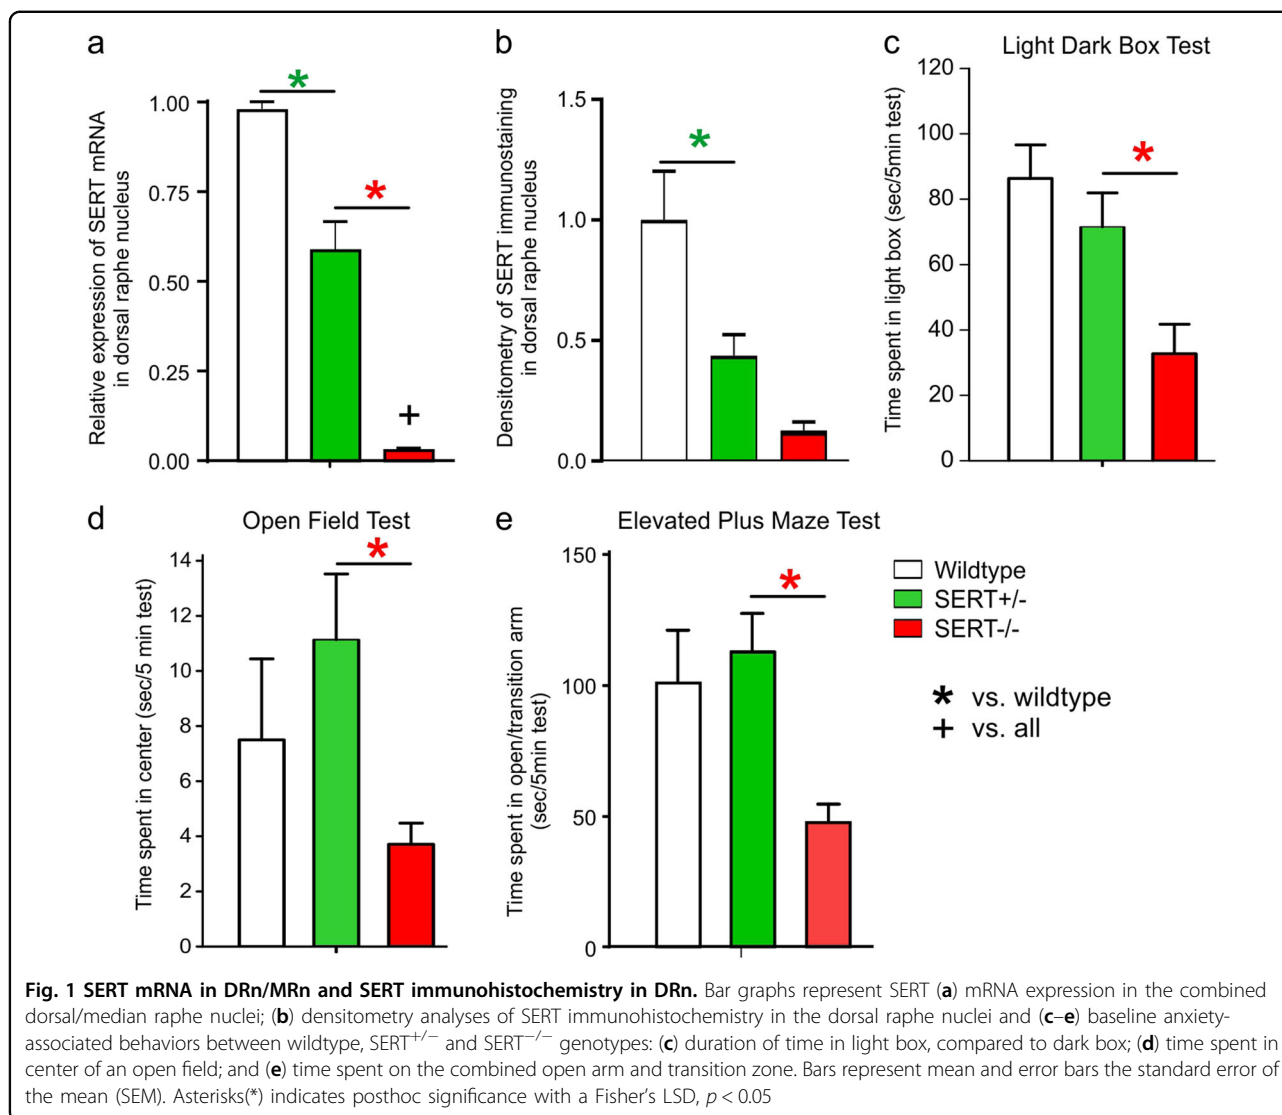 a
*
*
+
Relative expression of SERT mRNA
in dorsal raphe nucleus
1.00
0.75
0.50
0.25
0.00
b
*
Densitometry of SERT immunostaining
in dorsal raphe nucleus
1.5
1.0
0.5
0.0
c
Light Dark Box Test
*
Time spent in light box (sec/5min test)
120
100
80
60
40
20
0
d
Open Field Test
*
Time spent in center (sec/5 min test)
14
12
10
8
6
4
2
0
e
Elevated Plus Maze Test
*
Time spent in open/transition arm
(sec/5min test)
150
100
50
0
Wildtype
SERT+/-
SERT-/-
* vs. wildtype
+ vs. all
Fig. 1 SERT mRNA in DRn/MRn and SERT immunohistochemistry in DRn. Bar graphs represent SERT (a) mRNA expression in the combined
dorsal/median raphe nuclei; (b) densitometry analyses of SERT immunohistochemistry in the dorsal raphe nuclei and (c–e) baseline anxiety-
associated behaviors between wildtype, SERT+/− and SERT−/− genotypes: (c) duration of time in light box, compared to dark box; (d) time spent in
center of an open field; and (e) time spent on the combined open arm and transition zone. Bars represent mean and error bars the standard error of
the mean (SEM). Asterisks(*) indicates posthoc significance with a Fisher's LSD, p < 0.05